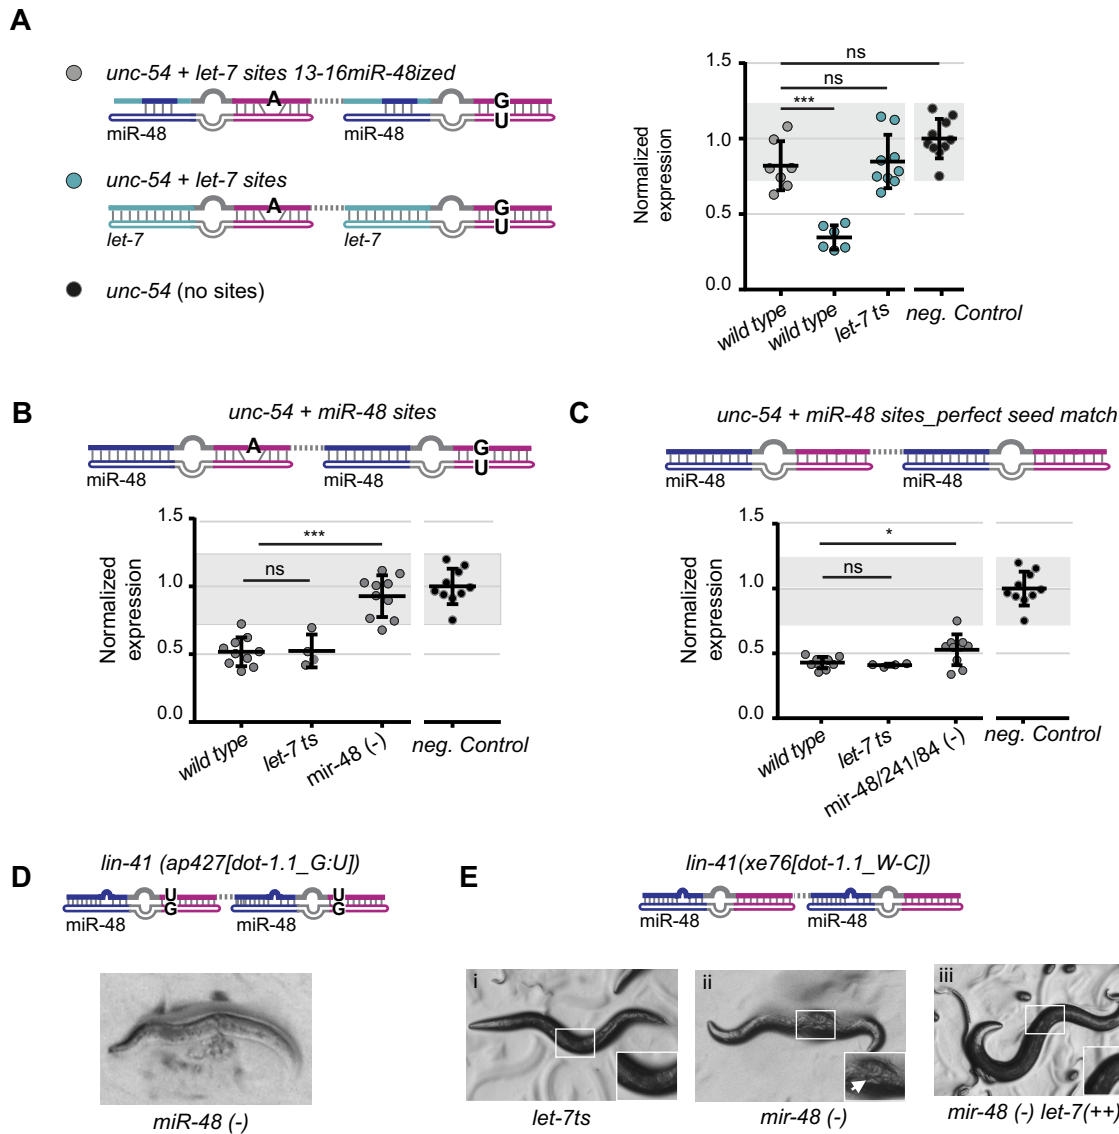 A
unc-54 + let-7 sites 13-16miR-48ized
A
G
U
miR-48
miR-48
unc-54 + let-7 sites
A
G
U
let-7
let-7
unc-54 (no sites)
Normalized
expression
1.5
1.0
0.5
0.0
ns
ns
***
wild type
wild type
let-7 ts
neg. Control
B
unc-54 + miR-48 sites
A
G
U
miR-48
miR-48
Normalized
expression
1.5
1.0
0.5
0.0
***
ns
wild type
let-7 ts
mir-48 (-)
neg. Control
C
unc-54 + miR-48 sites_perfect seed match
miR-48
miR-48
Normalized
expression
1.5
1.0
0.5
0.0
*
ns
wild type
let-7 ts
mir-48/241/84 (-)
neg. Control
D
lin-41 (ap427[dot-1.1_G:U])
U
G
U
G
miR-48
miR-48
miR-48 (-)
E
lin-41(xe76[dot-1.1_W-C])
miR-48
miR-48
i
ii
iii
let-7ts
mir-48 (-)
mir-48 (-) let-7(++)